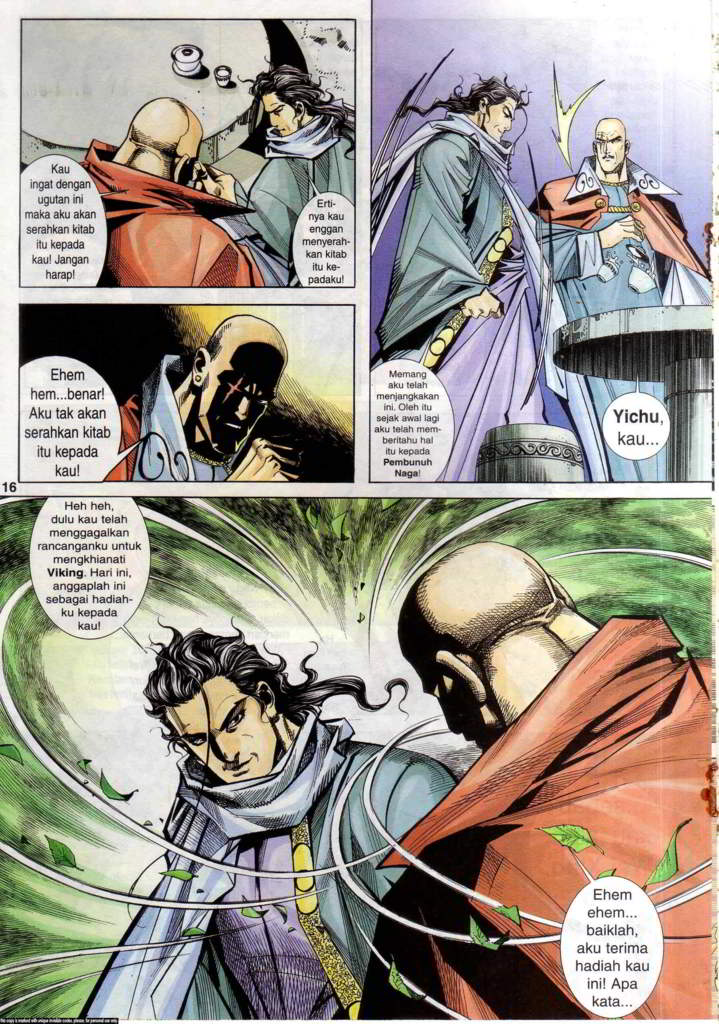 Kau
ingat dengan
ugutan ini
maka aku akan
serahkan kitab
itu kepada
kau! Jangan
harap!
Erti-
nya kau
enggan
menyerah-
kan kitab
itu ke-
padaku!
Ehem
hem...benar!
Aku tak akan
serahkan kitab
itu kepada
kau!
Memang
aku telah
menjangkakan
ini. Oleh itu
sejak awal lagi
aku telah mem-
beritahu hal
itu kepada
Pembunuh
Naga!
Yichu,
kau...
16
Heh heh,
dulu kau telah
menggagalkan
rancanganku untuk
mengkhianati
Viking. Hari ini,
anggaplah ini
sebagai hadiah-
ku kepada
kau!
Ehem
ehem...
baiklah,
aku terima
hadiah kau
ini! Apa
kata...